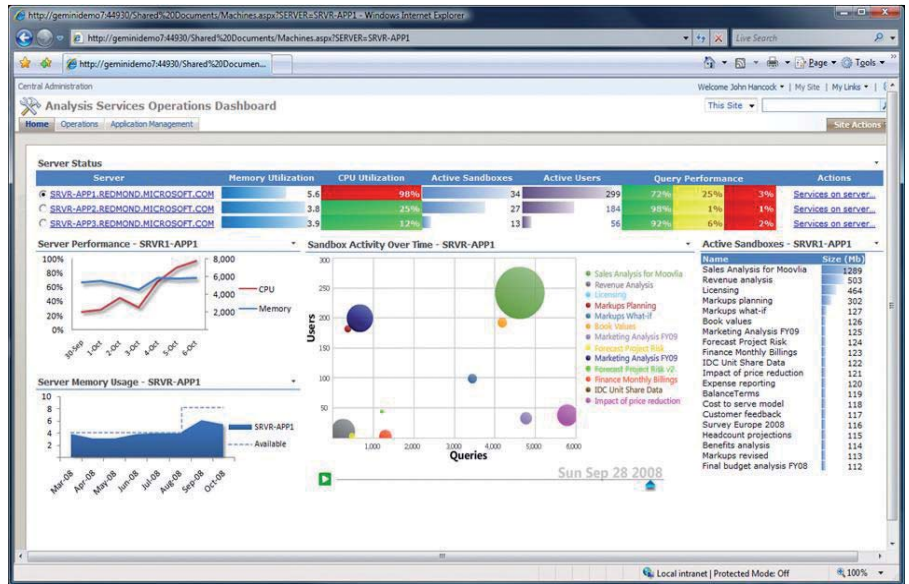 http://geminidemo7:44930/Shared%20Documents/Machines.aspx?SERVER=SRVR-APP1 - Windows Internet Explorer
http://geminidemo7:44930/Shared%20Documents/Machines.aspx?SERVER=SRVR-APP1
Live Search
http://geminidemo7:44930/Shared%20Documen...
Page Tools
Central Administration
Welcome John Hancock | My Site | My Links
Analysis Services Operations Dashboard
This Site
Home Operations Application Management
Site Actions
Server Status
Server Memory Utilization CPU Utilization Active Sandboxes Active Users Query Performance Actions
SRVR-APP1.REDMOND.MICROSOFT.COM 5.6 98% 34 299 72% 25% 3% Services on server...
SRVR-APP2.REDMOND.MICROSOFT.COM 3.8 25% 27 184 98% 1% 1% Services on server...
SRVR-APP3.REDMOND.MICROSOFT.COM 3.9 12% 13 56 92% 6% 2% Services on server...
Server Performance - SRVR1-APP1
100%
80%
60%
40%
20%
0%
8,000
6,000
4,000
2,000
CPU
Memory
30-Sep 1-Oct 2-Oct 3-Oct 4-Oct 5-Oct 6-Oct
Server Memory Usage - SRVR-APP1
10
8
6
4
2
SRVR-APP1
Available
Mar-08 Apr-08 May-08 Jun-08 Jul-08 Aug-08 Sep-08 Oct-08
Sandbox Activity Over Time - SRVR-APP1
Users
300
250
200
150
100
50
1,000 2,000 3,000 4,000 5,000 6,000
Queries
Sales Analysis for Moovlia
Revenue Analysis
Licensing
Markups Planning
Markups What-if
Book Values
Marketing Analysis FY09
Forecast Project Risk
Marketing Analysis FY09
Forecast Project Risk v2
Finance Monthly Billings
IDC Unit Share Data
Impact of price reduction
Sun Sep 28 2008
Active Sandboxes - SRVR1-APP1
Name Size (Mb)
Sales Analysis for Moovlia 1289
Revenue analysis 503
Licensing 464
Markups planning 302
Markups what-if 127
Book values 126
Marketing Analysis FY09 125
Forecast Project Risk 124
Finance Monthly Billings 123
IDC Unit Share Data 122
Impact of price reduction 121
Expense reporting 120
BalanceTerms 119
Cost to serve model 118
Customer feedback 117
Survey Europe 2008 116
Headcount projections 115
Benefits analysis 114
Markups revised 113
Final budget analysis FY08 112
Local intranet | Protected Mode: Off
100%